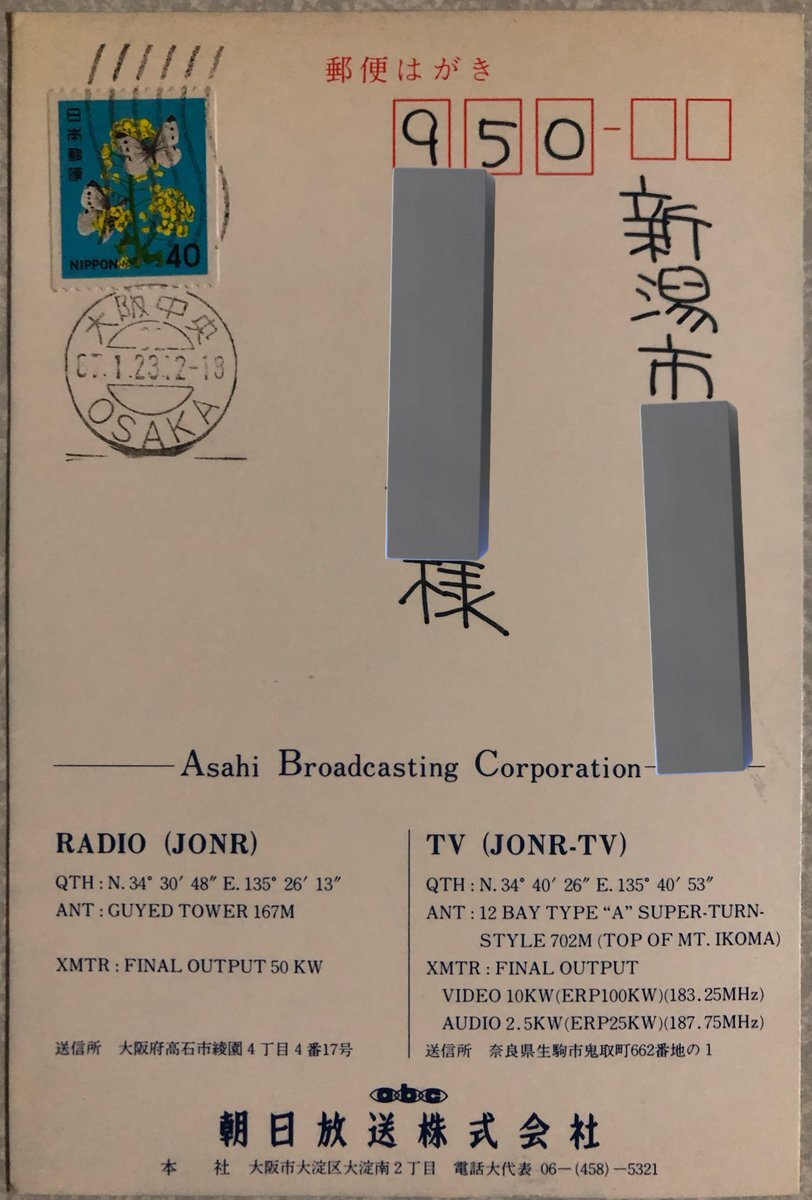 郵便はがき
日本郵便
NIPPON 40
950-
新潟市
様
大阪中央
OSAKA
Asahi Broadcasting Corporation
RADIO (JONR)
QTH : N. 34° 30′ 48″ E. 135° 26′ 13″
ANT : GUYED TOWER 167M
XMTR : FINAL OUTPUT 50 KW
送信所 大阪府高石市綾園4丁目4番17号
TV (JONR-TV)
QTH : N. 34° 40′ 26″ E. 135° 40′ 53″
ANT : 12 BAY TYPE “A” SUPER-TURN-
STYLE 702M (TOP OF MT. IKOMA)
XMTR : FINAL OUTPUT
VIDEO 10KW(ERP100KW)(183.25MHz)
AUDIO 2.5KW(ERP25KW)(187.75MHz)
送信所 奈良県生駒市鬼取町662番地の1
abc
朝日放送株式会社
本 社 大阪市大淀区大淀南2丁目 電話大代表 06-(458)-5321